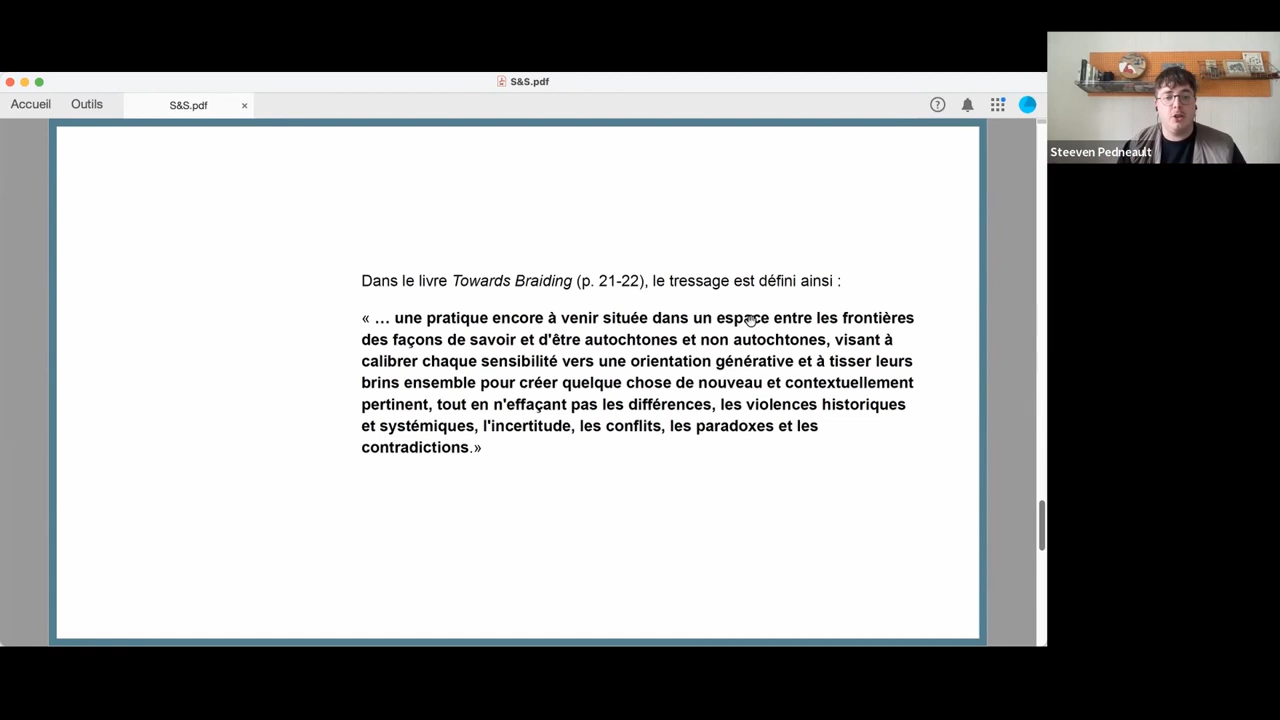 S&S.pdf
Accueil
Outils
S&S.pdf
×
?
Steeven Pedneault
Dans le livre Towards Braiding (p. 21-22), le tressage est défini ainsi :
« … une pratique encore à venir située dans un espace entre les frontières
des façons de savoir et d'être autochtones et non autochtones, visant à
calibrer chaque sensibilité vers une orientation générative et à tisser leurs
brins ensemble pour créer quelque chose de nouveau et contextuellement
pertinent, tout en n'effaçant pas les différences, les violences historiques
et systémiques, l'incertitude, les conflits, les paradoxes et les
contradictions.»